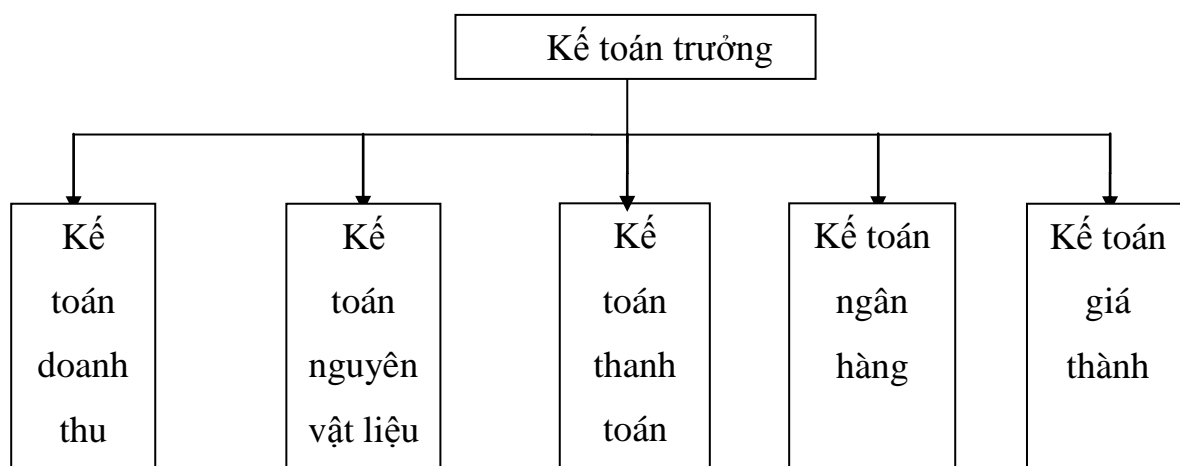 Kế toán trưởng
Kế
toán
doanh
thu
Kế
toán
nguyên
vật liệu
Kế
toán
thanh
toán
Kế toán
ngân
hàng
Kế toán
giá
thành